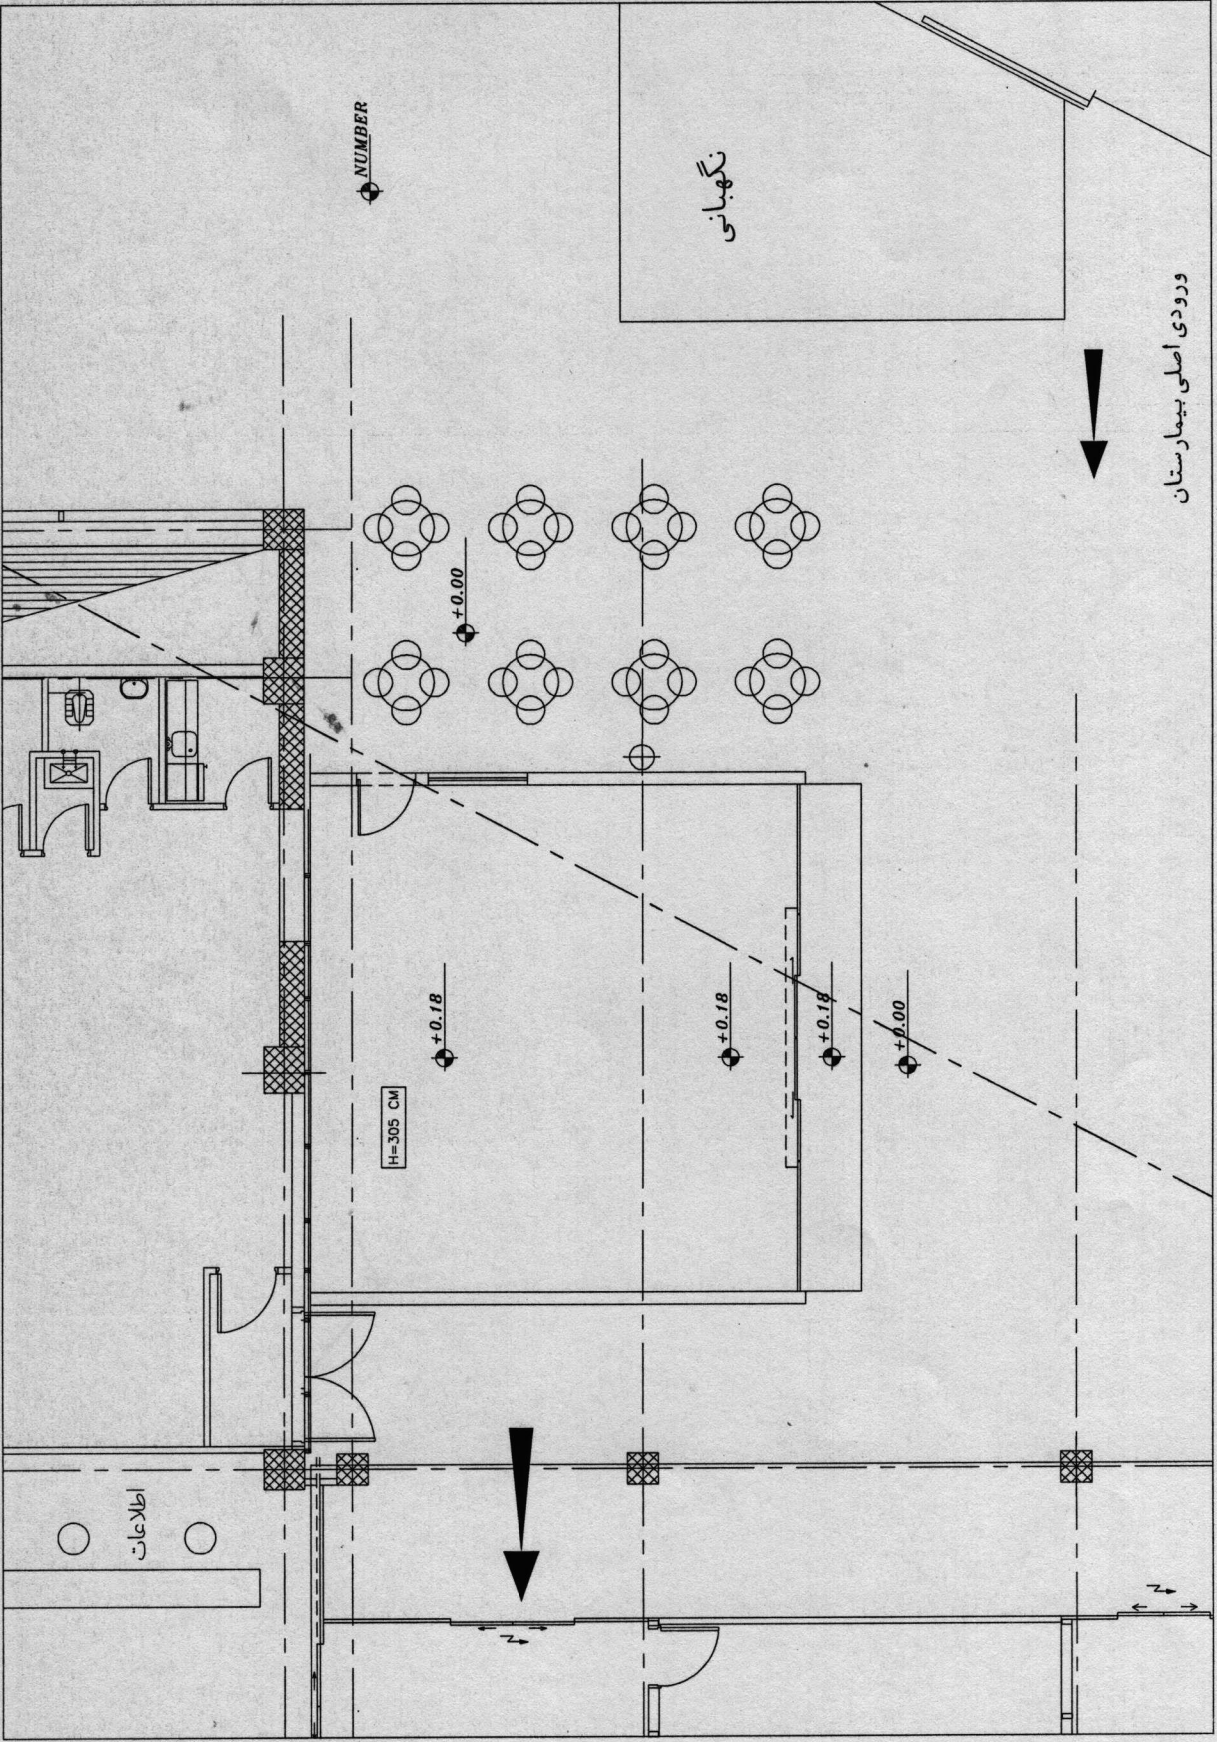 NUMBER
نگهبانی
ورودی اصلی بیمارستان
+0.00
+0.18
+0.18
+0.18
+0.00
H=305 CM
اطلاعات